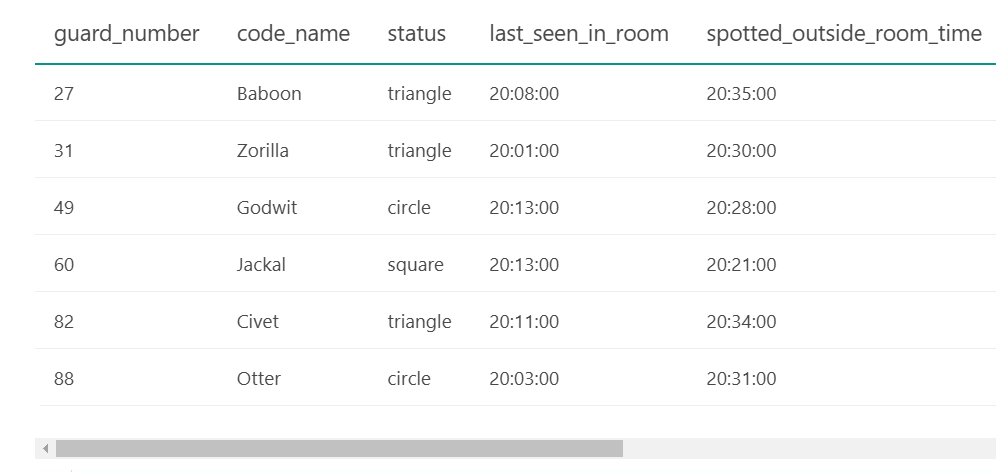 guard_number code_name status last_seen_in_room spotted_outside_room_time
27 Baboon triangle 20:08:00 20:35:00
31 Zorilla triangle 20:01:00 20:30:00
49 Godwit circle 20:13:00 20:28:00
60 Jackal square 20:13:00 20:21:00
82 Civet triangle 20:11:00 20:34:00
88 Otter circle 20:03:00 20:31:00